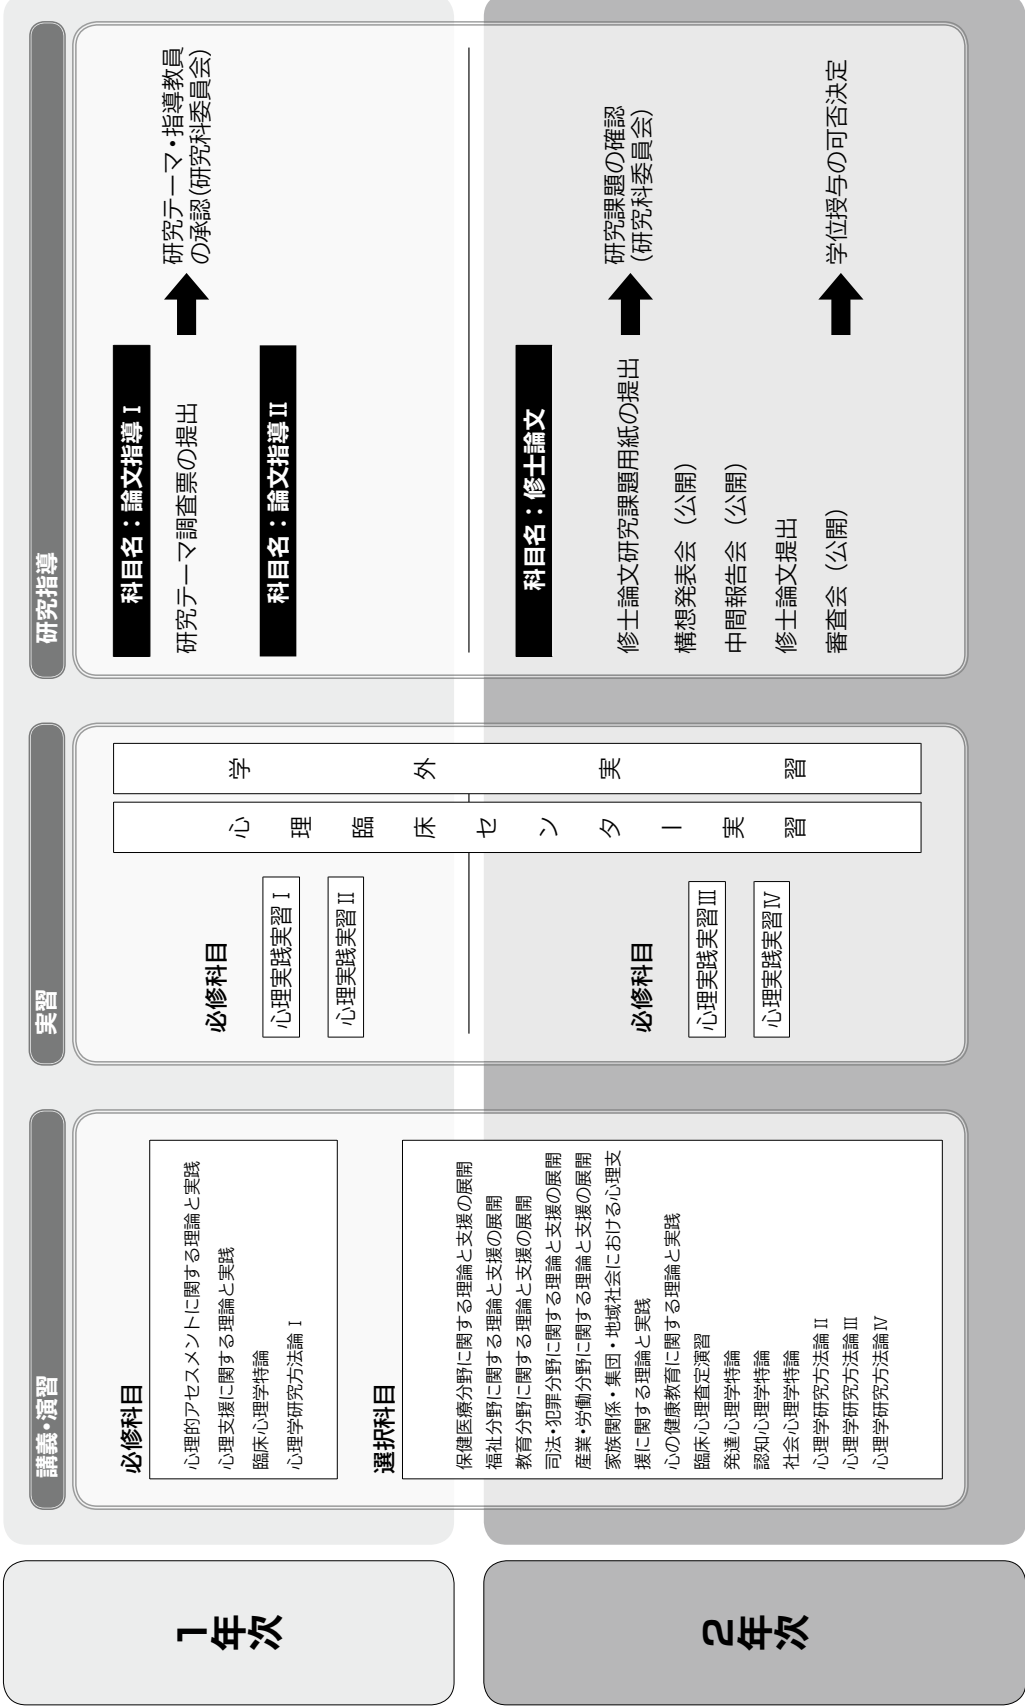 1年次
2年次
講義・演習
必修科目
心理的アセスメントに関する理論と実践
心理支援に関する理論と実践
臨床心理学特論
心理学研究方法論Ⅰ
選択科目
保健医療分野に関する理論と支援の展開
福祉分野に関する理論と支援の展開
教育分野に関する理論と支援の展開
司法・犯罪分野に関する理論と支援の展開
産業・労働分野に関する理論と支援の展開
家族関係・集団・地域社会における心理支
援に関する理論と実践
心の健康教育に関する理論と実践
臨床心理査定演習
発達心理学特論
認知心理学特論
社会心理学特論
心理学研究方法論Ⅱ
心理学研究方法論Ⅲ
心理学研究方法論Ⅳ
実習
必修科目
心理実践実習Ⅰ
心理実践実習Ⅱ
必修科目
心理実践実習Ⅲ
心理実践実習Ⅳ
心理臨床センター実習
学外実習
研究指導
科目名：論文指導Ⅰ
研究テーマ調査票の提出
研究テーマ・指導教員
の承認（研究科委員会）
科目名：論文指導Ⅱ
科目名：修士論文
修士論文研究課題用紙の提出
研究課題の確認
（研究科委員会）
構想発表会（公開）
中間報告会（公開）
修士論文提出
審査会（公開）
学位授与の可否決定